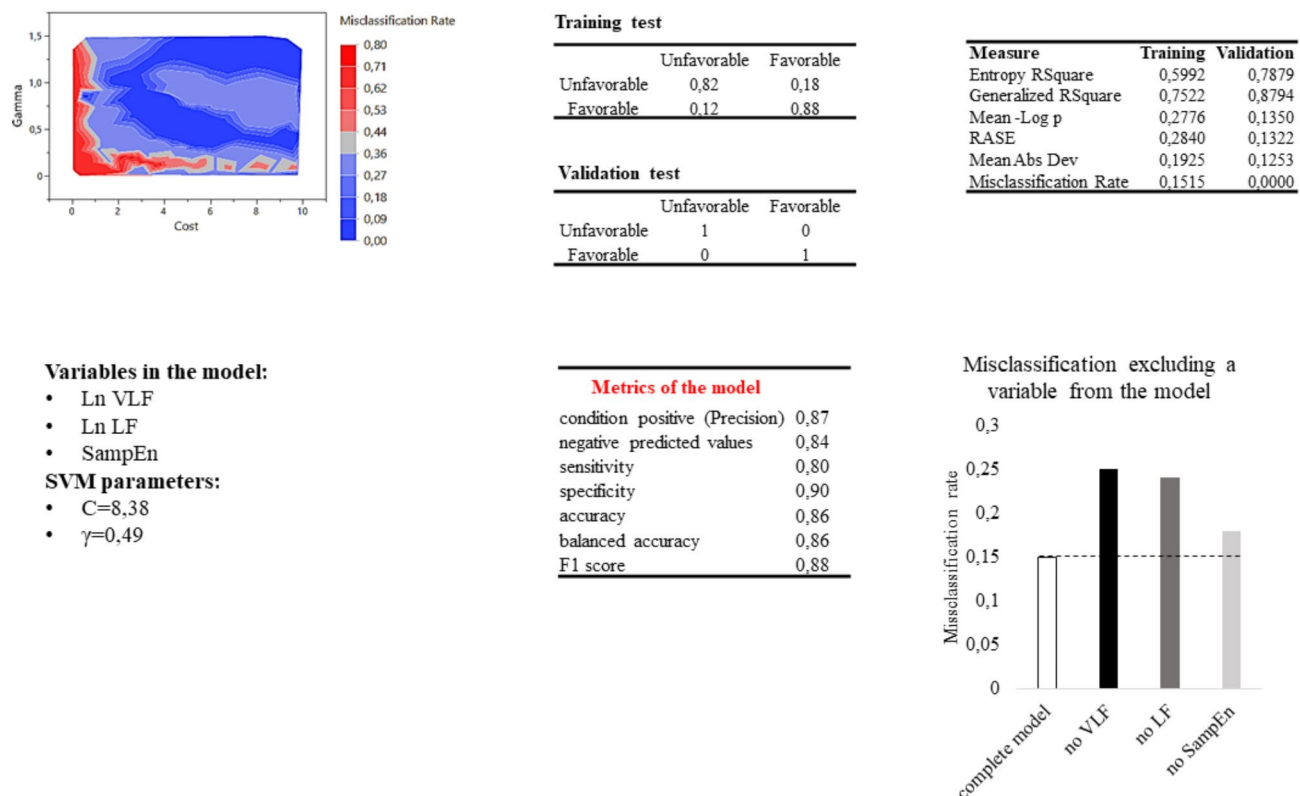 Misclassification Rate
0,80
0,71
0,62
0,53
0,44
0,36
0,27
0,18
0,09
0,00
Gamma
1,5
1,0
0,5
0
0 2 4 6 8 10
Cost
Training test
Unfavorable Favorable
Unfavorable 0,82 0,18
Favorable 0,12 0,88
Validation test
Unfavorable Favorable
Unfavorable 1 0
Favorable 0 1
Measure Training Validation
Entropy RSquare 0,5992 0,7879
Generalized RSquare 0,7522 0,8794
Mean -Log p 0,2776 0,1350
RASE 0,2840 0,1322
Mean Abs Dev 0,1925 0,1253
Misclassification Rate 0,1515 0,0000
Variables in the model:
• Ln VLF
• Ln LF
• SampEn
SVM parameters:
• C=8,38
• γ=0,49
Metrics of the model
condition positive (Precision) 0,87
negative predicted values 0,84
sensitivity 0,80
specificity 0,90
accuracy 0,86
balanced accuracy 0,86
F1 score 0,88
Misclassification excluding a
variable from the model
Missclassification rate
0,3
0,25
0,2
0,15
0,1
0,05
0
complete model
no VLF
no LF
no SampEn